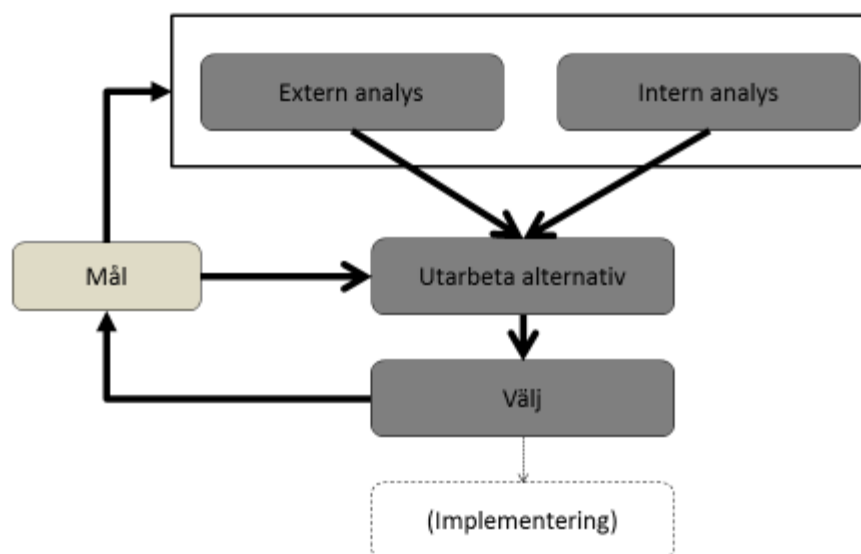 Extern analys
Intern analys
Mål
Utarbeta alternativ
Välj
(Implementering)